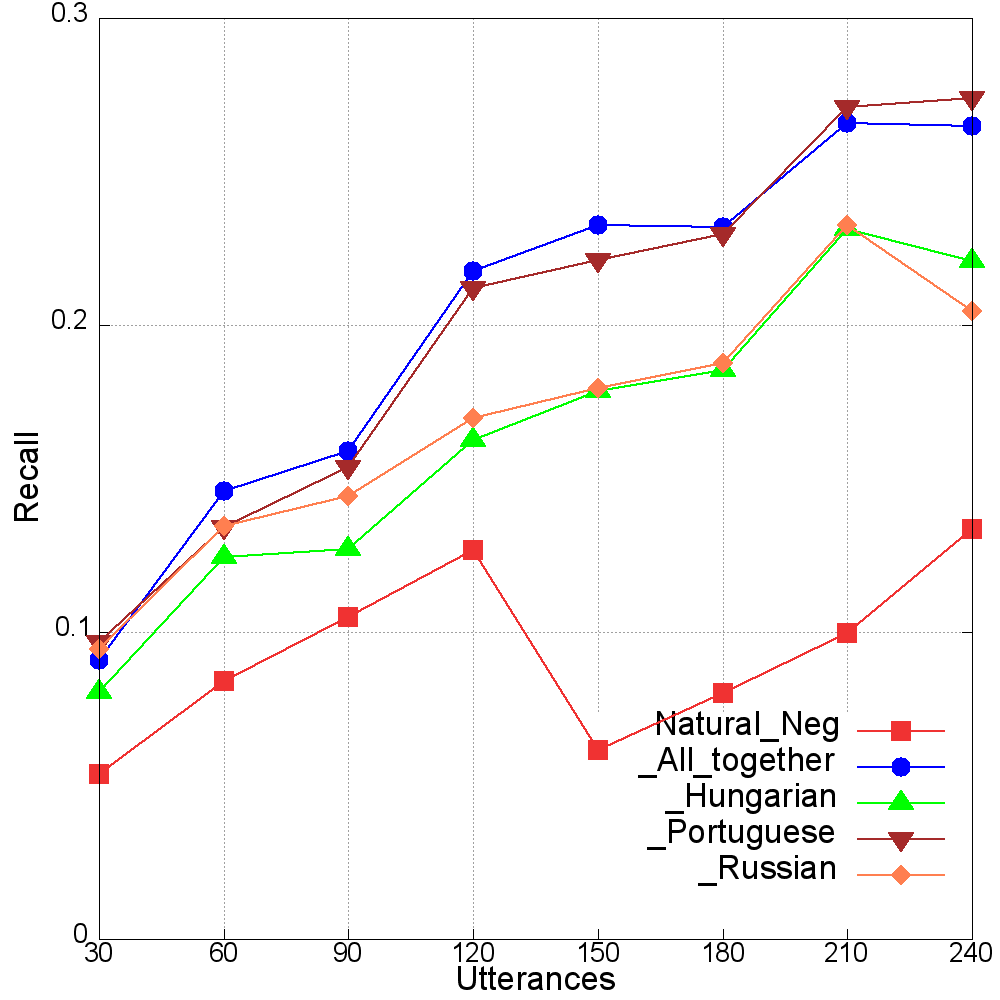 0.3
0.2
0.1
0
Recall
Natural_Neg
_All_together
_Hungarian
_Portuguese
_Russian
30 60 90 120 150 180 210 240
Utterances